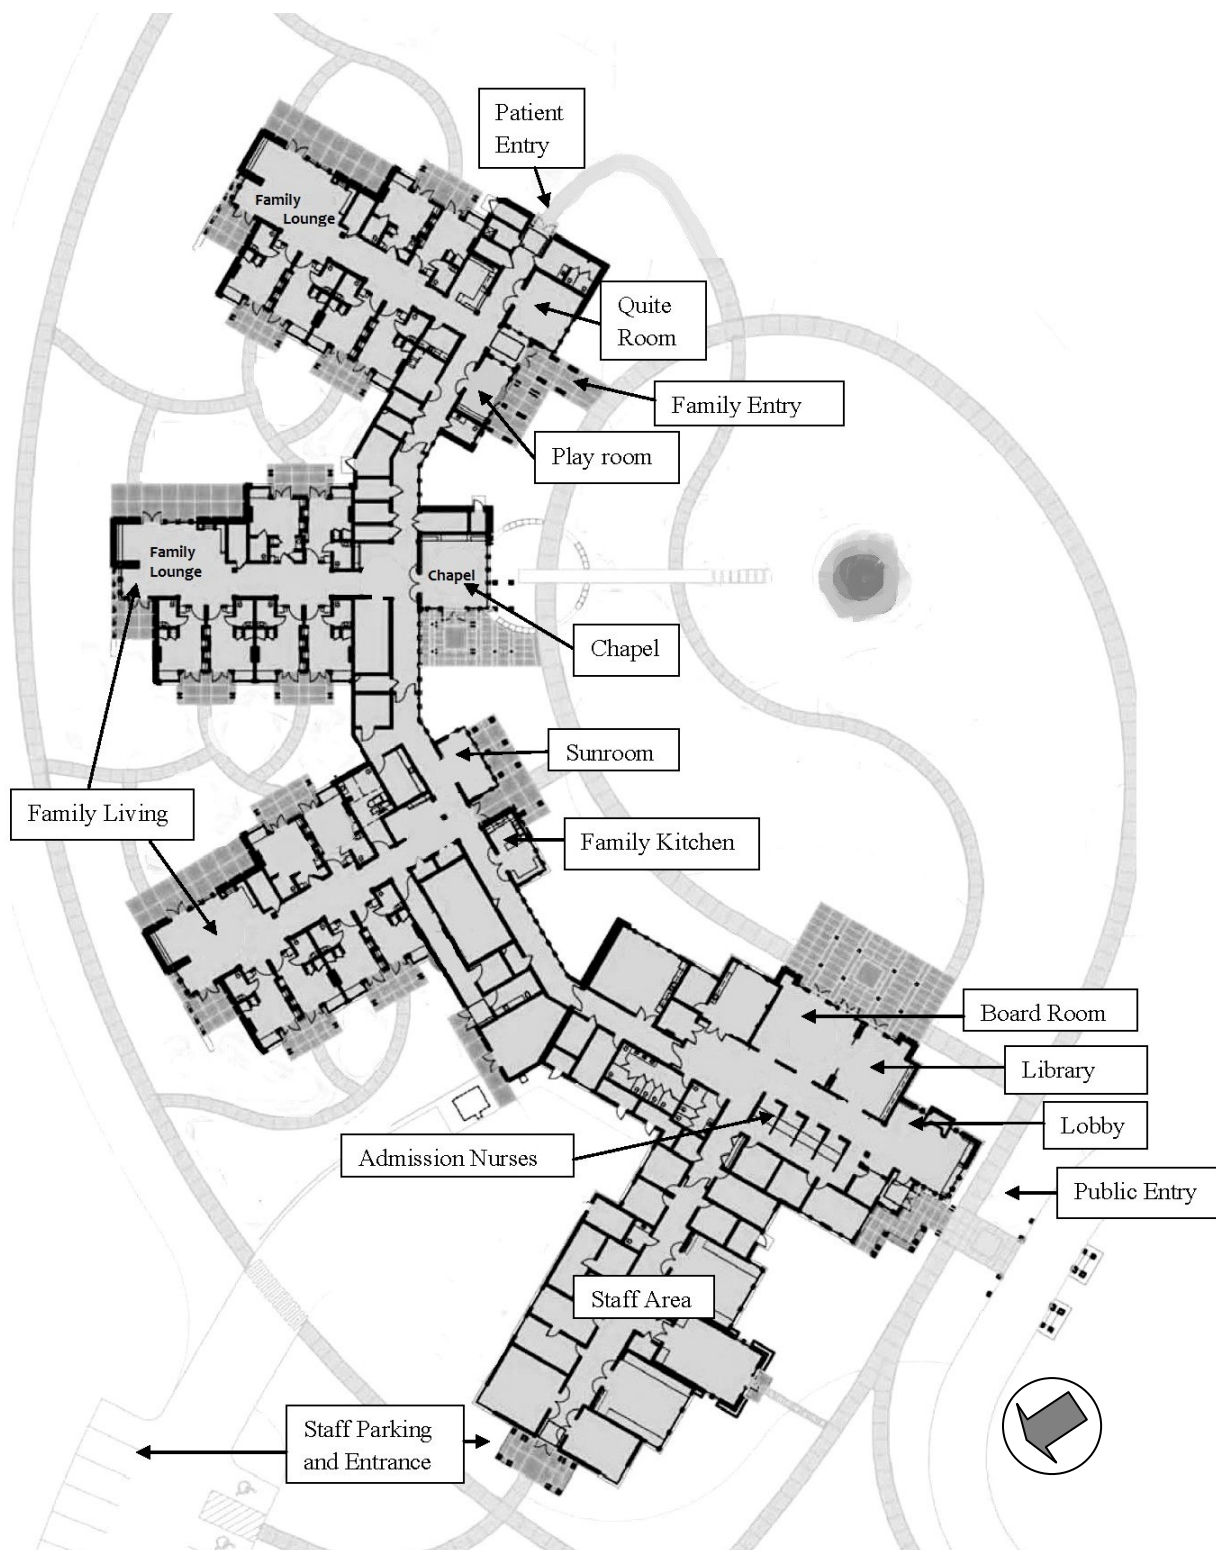 Patient
Entry
Family
Lounge
Quite
Room
Family Entry
Play room
Family
Lounge
Chapel
Chapel
Sunroom
Family Living
Family Kitchen
Board Room
Library
Lobby
Admission Nurses
Public Entry
Staff Area
Staff Parking
and Entrance